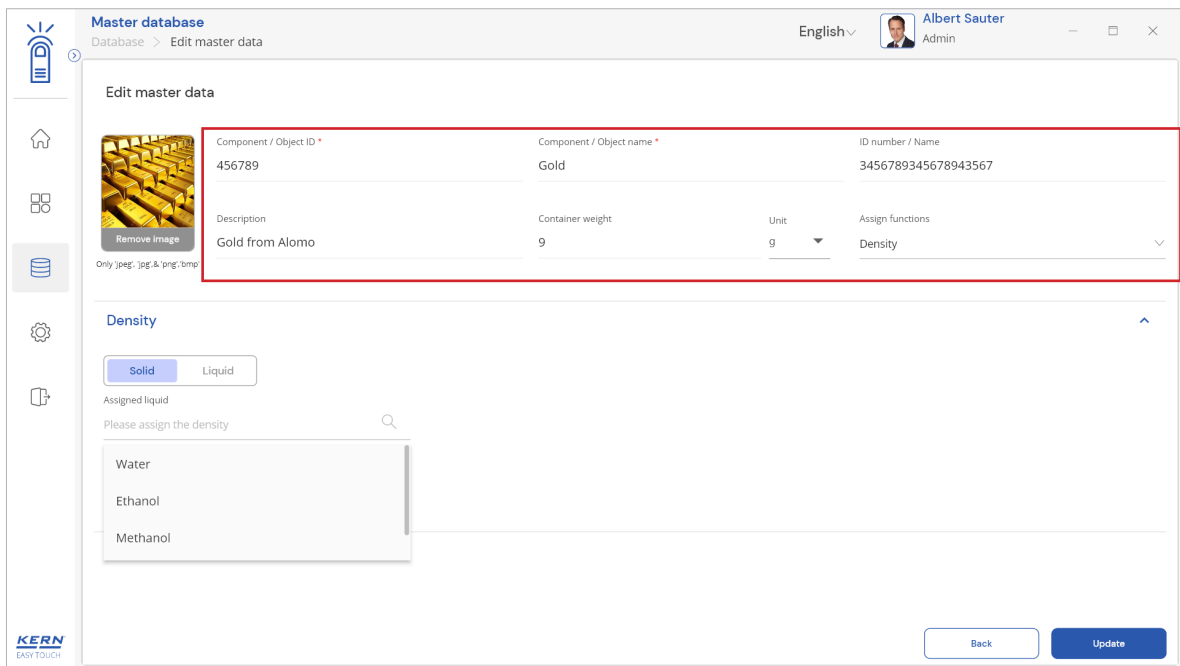 Master database
Database > Edit master data
English
Albert Sauter
Admin
Edit master data
Component / Object ID *
Component / Object name *
ID number / Name
456789
Gold
3456789345678943567
Description
Container weight
Unit
Assign functions
Gold from Alomo
9
g
Density
Remove image
Only 'jpeg', 'jpg',& 'png','bmp'
Density
Solid
Liquid
Assigned liquid
Please assign the density
Water
Ethanol
Methanol
Back
Update
KERN
EASY TOUCH